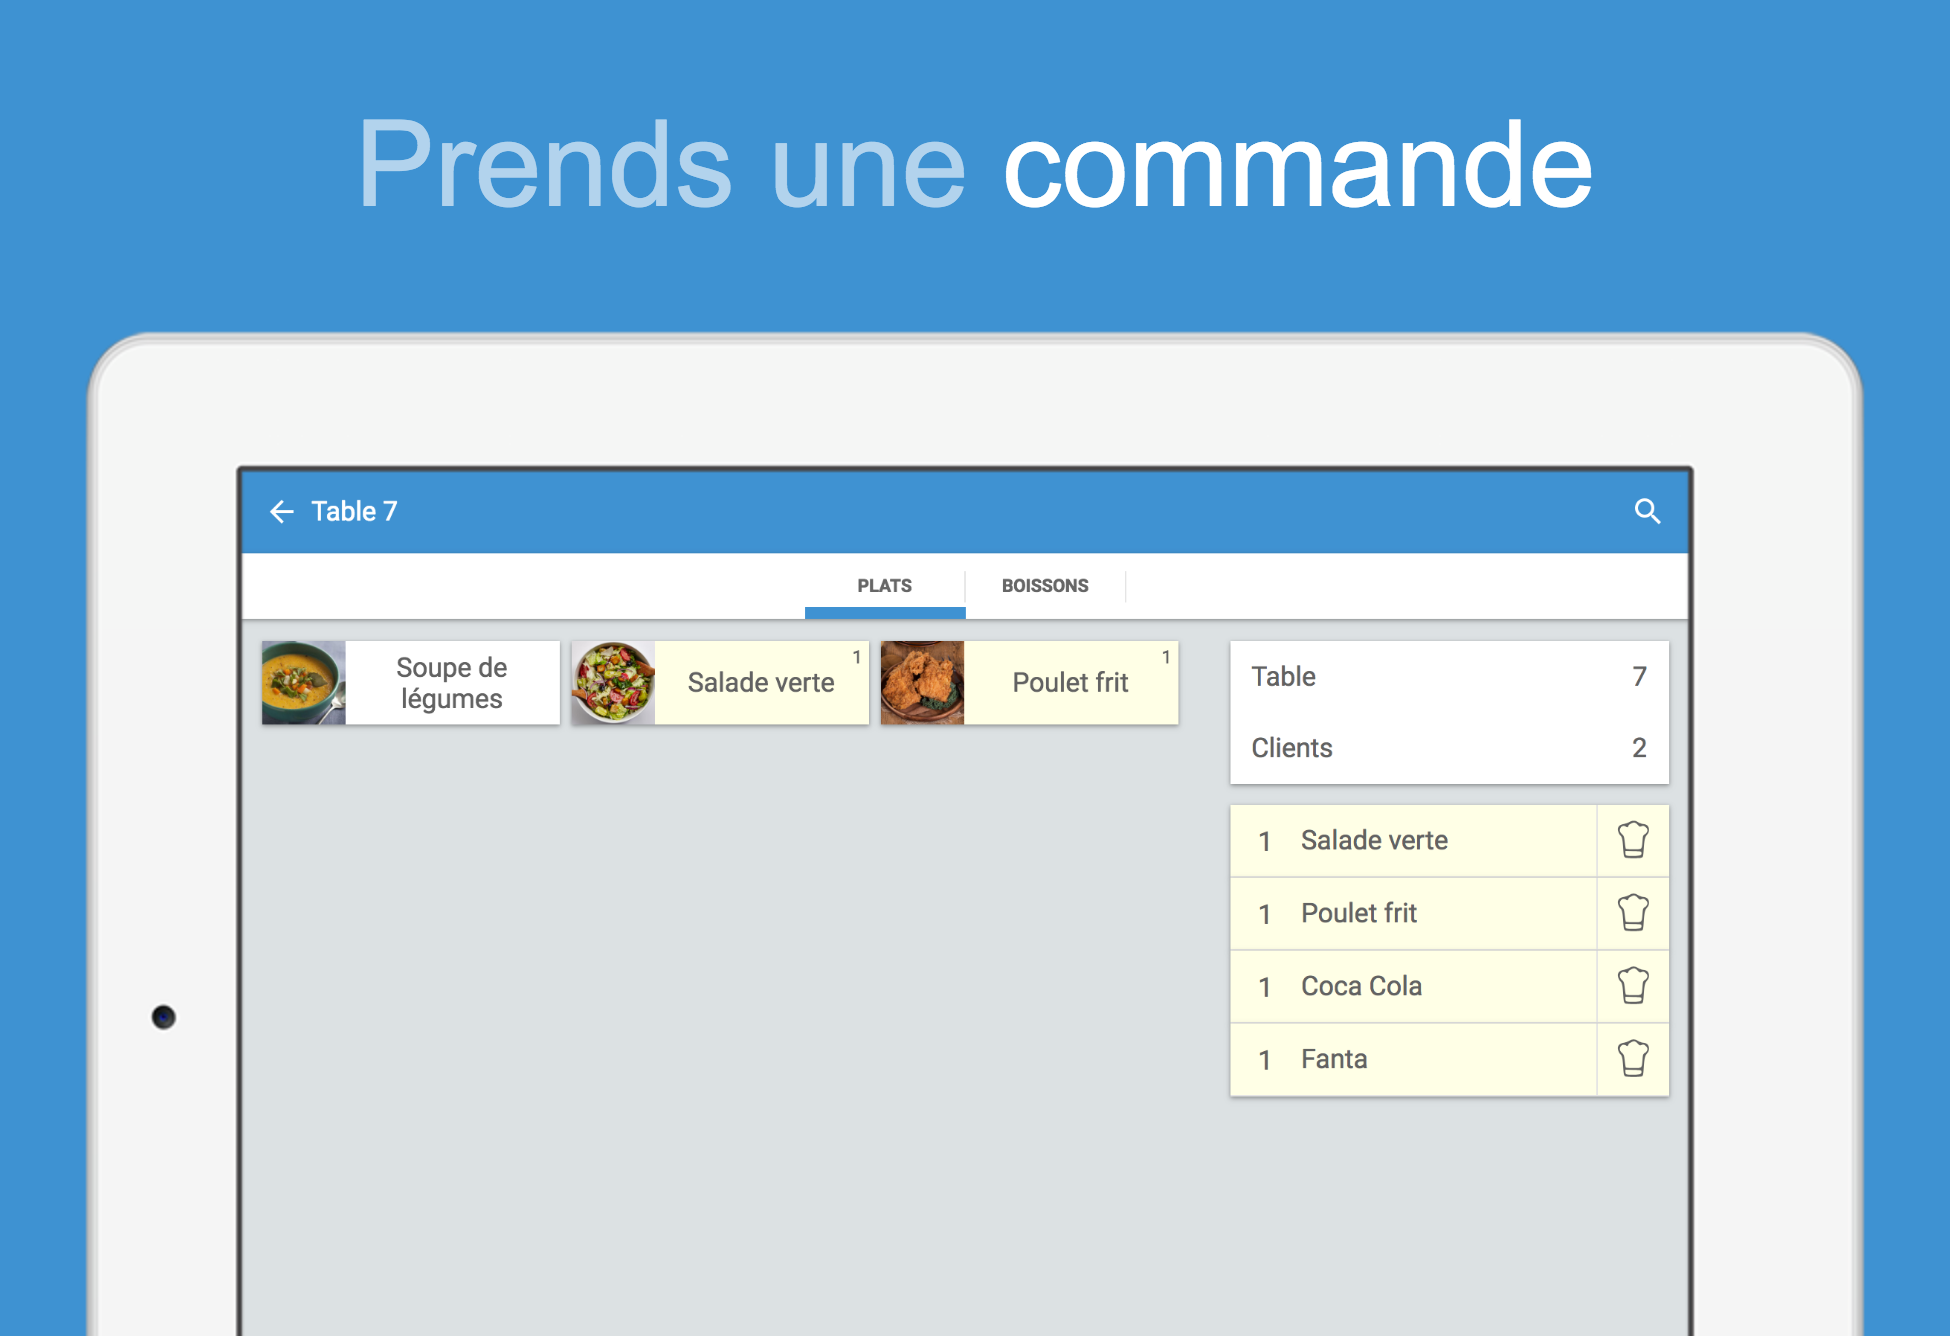 Prends une commande
Table 7
PLATS
BOISSONS
Soupe de
légumes
Salade verte
1
Poulet frit
1
Table 7
Clients 2
1 Salade verte
1 Poulet frit
1 Coca Cola
1 Fanta